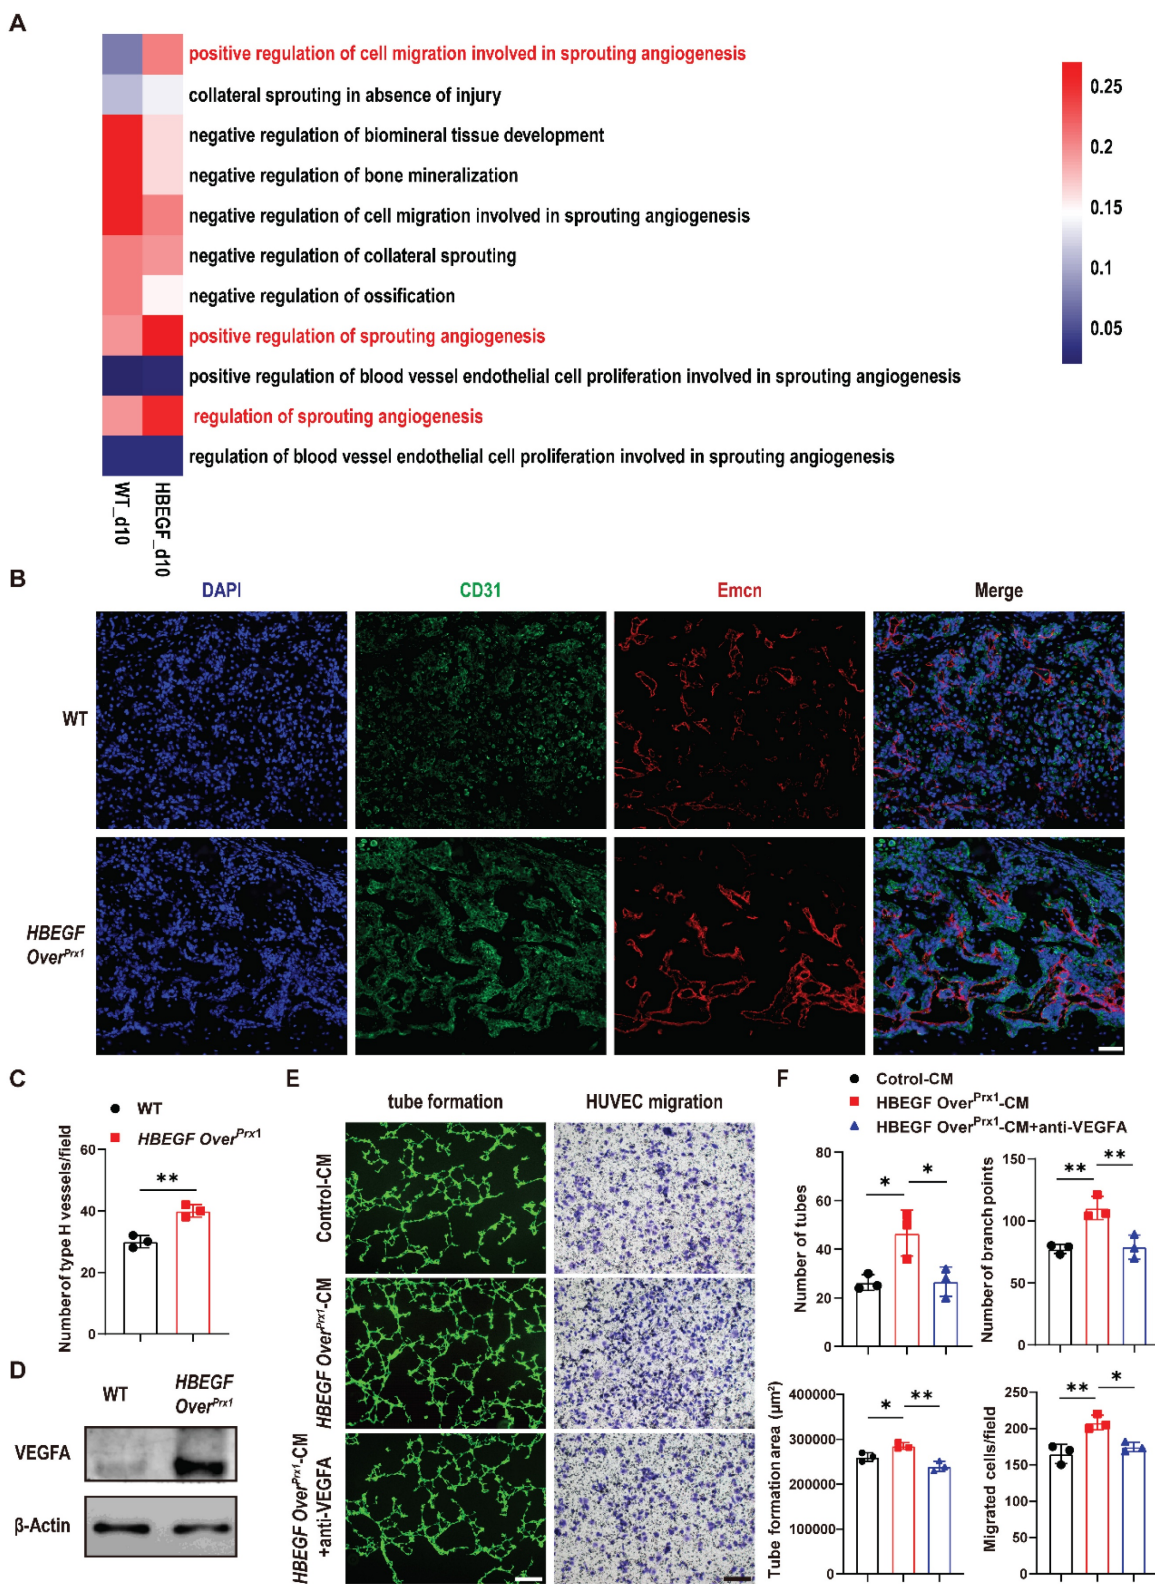 A
positive regulation of cell migration involved in sprouting angiogenesis
collateral sprouting in absence of injury
negative regulation of biomineral tissue development
negative regulation of bone mineralization
negative regulation of cell migration involved in sprouting angiogenesis
negative regulation of collateral sprouting
negative regulation of ossification
positive regulation of sprouting angiogenesis
positive regulation of blood vessel endothelial cell proliferation involved in sprouting angiogenesis
regulation of sprouting angiogenesis
regulation of blood vessel endothelial cell proliferation involved in sprouting angiogenesis
WT_d10
HBEGF_d10
0.25
0.2
0.15
0.1
0.05
B
DAPI
CD31
Emcn
Merge
WT
HBEGF
Over^Prx1
C
WT
HBEGF Over^Prx1
Number of type H vessels/field
60
40
20
0
**
D
WT
HBEGF
Over^Prx1
VEGFA
β-Actin
E
tube formation
HUVEC migration
Control-CM
HBEGF Over^Prx1-CM
HBEGF Over^Prx1-CM
+anti-VEGFA
F
Cotrol-CM
HBEGF Over^Prx1-CM
HBEGF Over^Prx1-CM+anti-VEGFA
Number of tubes
80
60
40
20
0
*
*
Number of branch points
150
100
50
0
**
**
Tube formation area (μm²)
400000
300000
200000
100000
0
*
**
Migrated cells/field
250
200
150
100
50
0
**
*